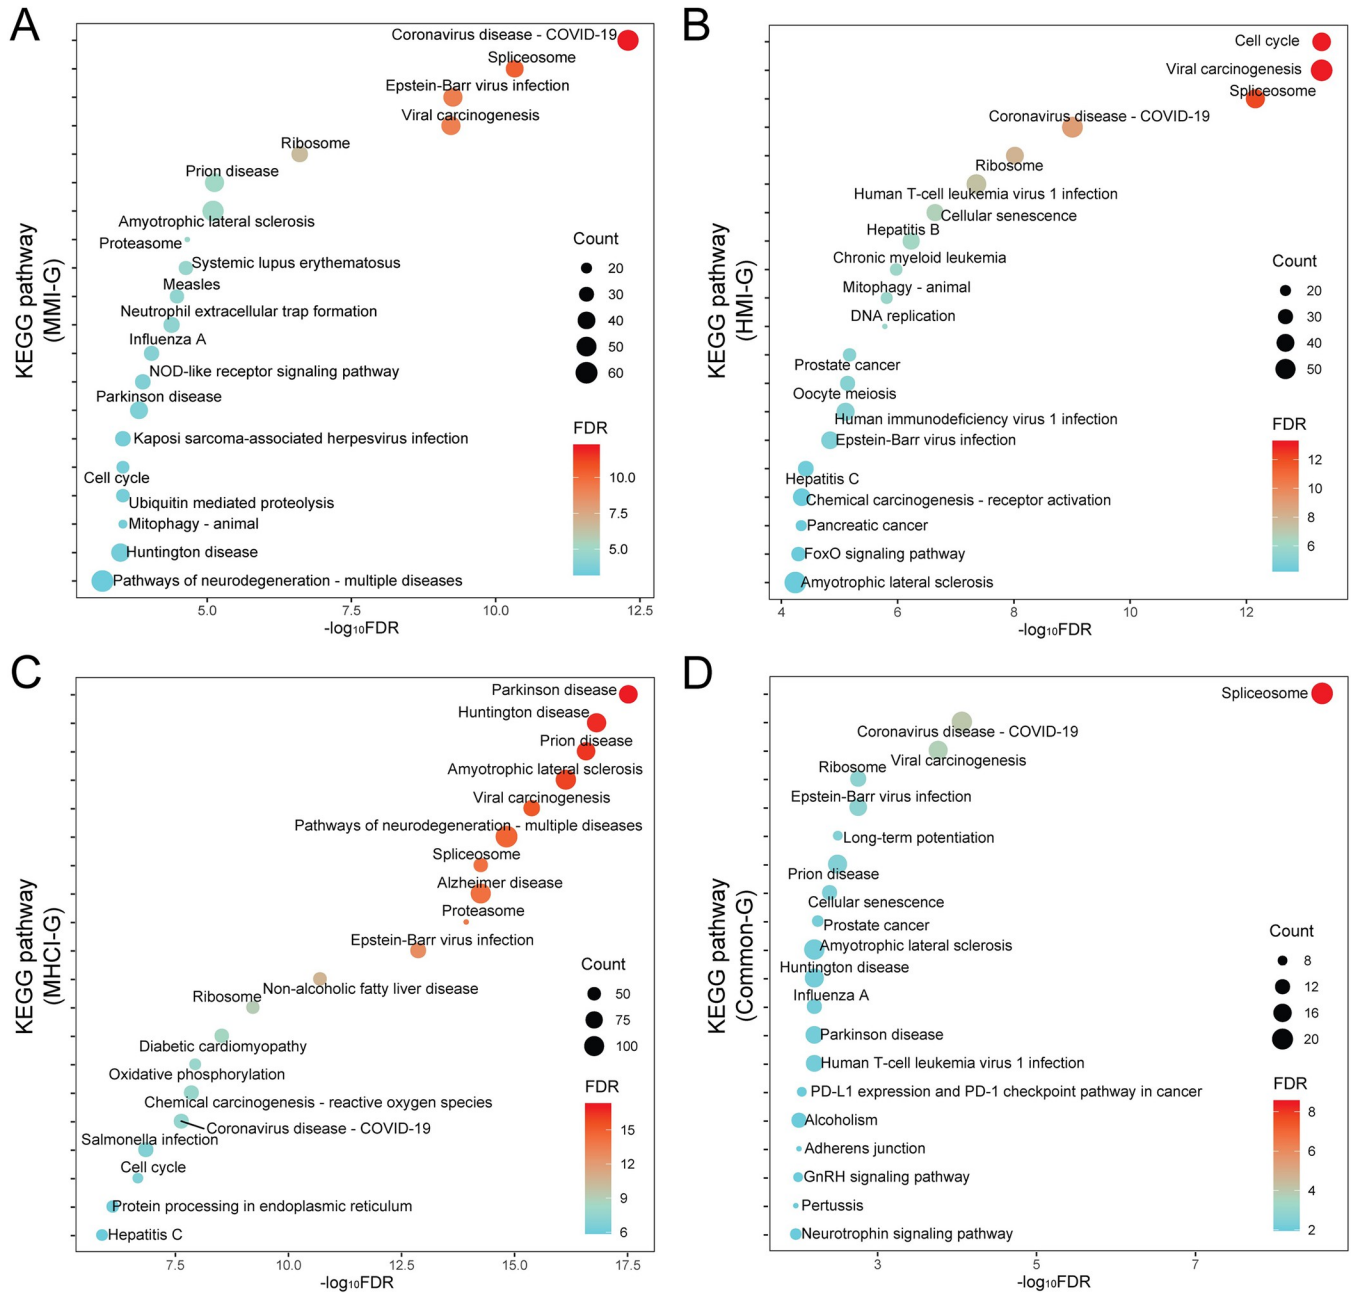 A
Coronavirus disease - COVID-19
Spliceosome
Epstein-Barr virus infection
Viral carcinogenesis
Ribosome
Prion disease
Amyotrophic lateral sclerosis
Proteasome
Systemic lupus erythematosus
Measles
Neutrophil extracellular trap formation
Influenza A
NOD-like receptor signaling pathway
Parkinson disease
Kaposi sarcoma-associated herpesvirus infection
Cell cycle
Ubiquitin mediated proteolysis
Mitophagy - animal
Huntington disease
Pathways of neurodegeneration - multiple diseases
KEGG pathway
(MMI-G)
Count
20
30
40
50
60
FDR
10.0
7.5
5.0
5.0
7.5
10.0
12.5
-log₁₀FDR
B
Cell cycle
Viral carcinogenesis
Spliceosome
Coronavirus disease - COVID-19
Ribosome
Human T-cell leukemia virus 1 infection
Cellular senescence
Hepatitis B
Chronic myeloid leukemia
Mitophagy - animal
DNA replication
Prostate cancer
Oocyte meiosis
Human immunodeficiency virus 1 infection
Epstein-Barr virus infection
Hepatitis C
Chemical carcinogenesis - receptor activation
Pancreatic cancer
FoxO signaling pathway
Amyotrophic lateral sclerosis
KEGG pathway
(HMI-G)
Count
20
30
40
50
FDR
12
10
8
6
4
6
8
10
12
-log₁₀FDR
C
Parkinson disease
Huntington disease
Prion disease
Amyotrophic lateral sclerosis
Viral carcinogenesis
Pathways of neurodegeneration - multiple diseases
Spliceosome
Alzheimer disease
Proteasome
Epstein-Barr virus infection
Non-alcoholic fatty liver disease
Ribosome
Diabetic cardiomyopathy
Oxidative phosphorylation
Chemical carcinogenesis - reactive oxygen species
Coronavirus disease - COVID-19
Salmonella infection
Cell cycle
Protein processing in endoplasmic reticulum
Hepatitis C
KEGG pathway
(MHCI-G)
Count
50
75
100
FDR
15
12
9
6
7.5
10.0
12.5
15.0
17.5
-log₁₀FDR
D
Spliceosome
Coronavirus disease - COVID-19
Viral carcinogenesis
Ribosome
Epstein-Barr virus infection
Long-term potentiation
Prion disease
Cellular senescence
Prostate cancer
Amyotrophic lateral sclerosis
Huntington disease
Influenza A
Parkinson disease
Human T-cell leukemia virus 1 infection
PD-L1 expression and PD-1 checkpoint pathway in cancer
Alcoholism
Adherens junction
GnRH signaling pathway
Pertussis
Neurotrophin signaling pathway
KEGG pathway
(Common-G)
Count
8
12
16
20
FDR
8
6
4
2
3
5
7
-log₁₀FDR